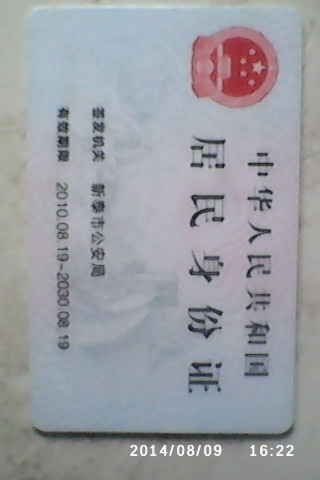 中华人民共和国
居民身份证
签发机关 新泰市公安局
有效期限 2010.08.19-2030.08.19
2014/08/09 16:22